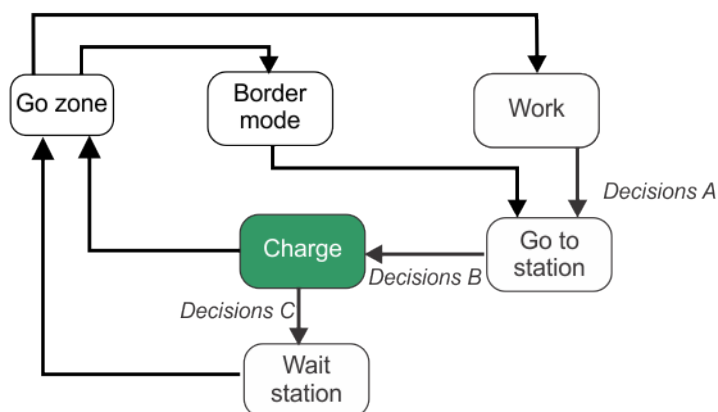 Go zone
Border
mode
Work
Decisions A
Charge
Go to
station
Decisions B
Decisions C
Wait
station